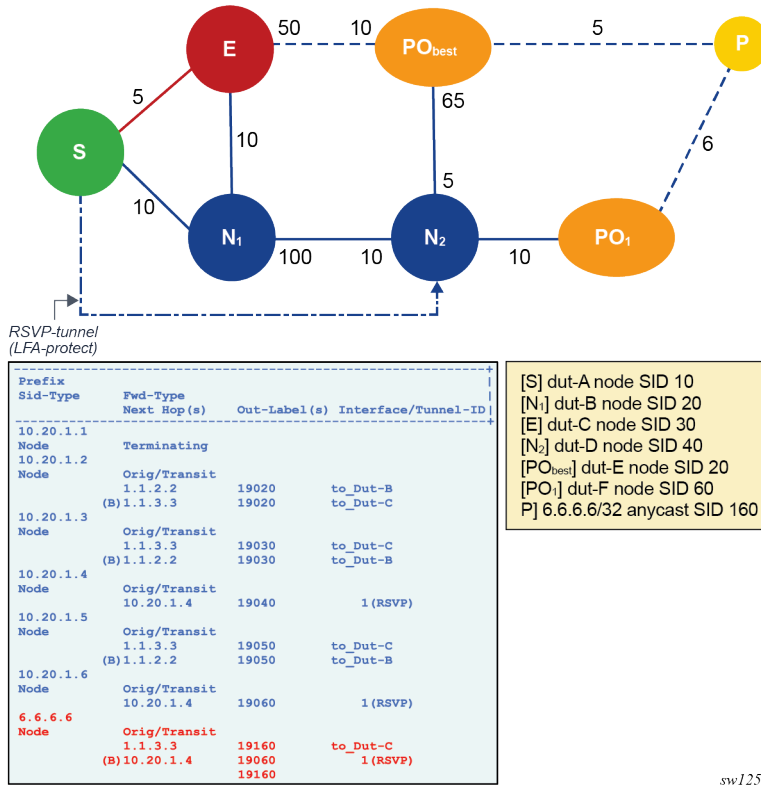 50
10
5
E
PObest
P
5
65
10
6
S
10
5
N1
100
10
N2
10
PO1
RSVP-tunnel
(LFA-protect)
Prefix
Sid-Type Fwd-Type
Next Hop(s) Out-Label(s) Interface/Tunnel-ID
10.20.1.1
Node Terminating
10.20.1.2
Node Orig/Transit
1.1.2.2 19020 to_Dut-B
(B)1.1.3.3 19020 to_Dut-C
10.20.1.3
Node Orig/Transit
1.1.3.3 19030 to_Dut-C
(B)1.1.2.2 19030 to_Dut-B
10.20.1.4
Node Orig/Transit
10.20.1.4 19040 1(RSVP)
10.20.1.5
Node Orig/Transit
1.1.3.3 19050 to_Dut-C
(B)1.1.2.2 19050 to_Dut-B
10.20.1.6
Node Orig/Transit
10.20.1.4 19060 1(RSVP)
6.6.6.6
Node Orig/Transit
1.1.3.3 19160 to_Dut-C
(B)10.20.1.4 19060 1(RSVP)
19160
[S] dut-A node SID 10
[N1] dut-B node SID 20
[E] dut-C node SID 30
[N2] dut-D node SID 40
[PObest] dut-E node SID 20
[PO1] dut-F node SID 60
P] 6.6.6.6/32 anycast SID 160
sw125